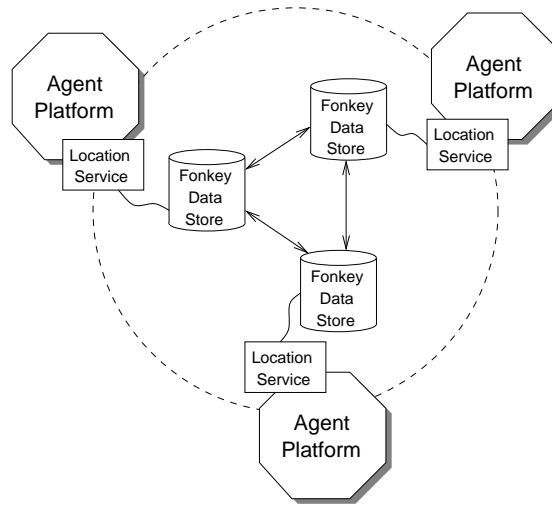 Agent
Platform
Location
Service
Fonkey
Data
Store
Fonkey
Data
Store
Agent
Platform
Location
Service
Fonkey
Data
Store
Location
Service
Agent
Platform